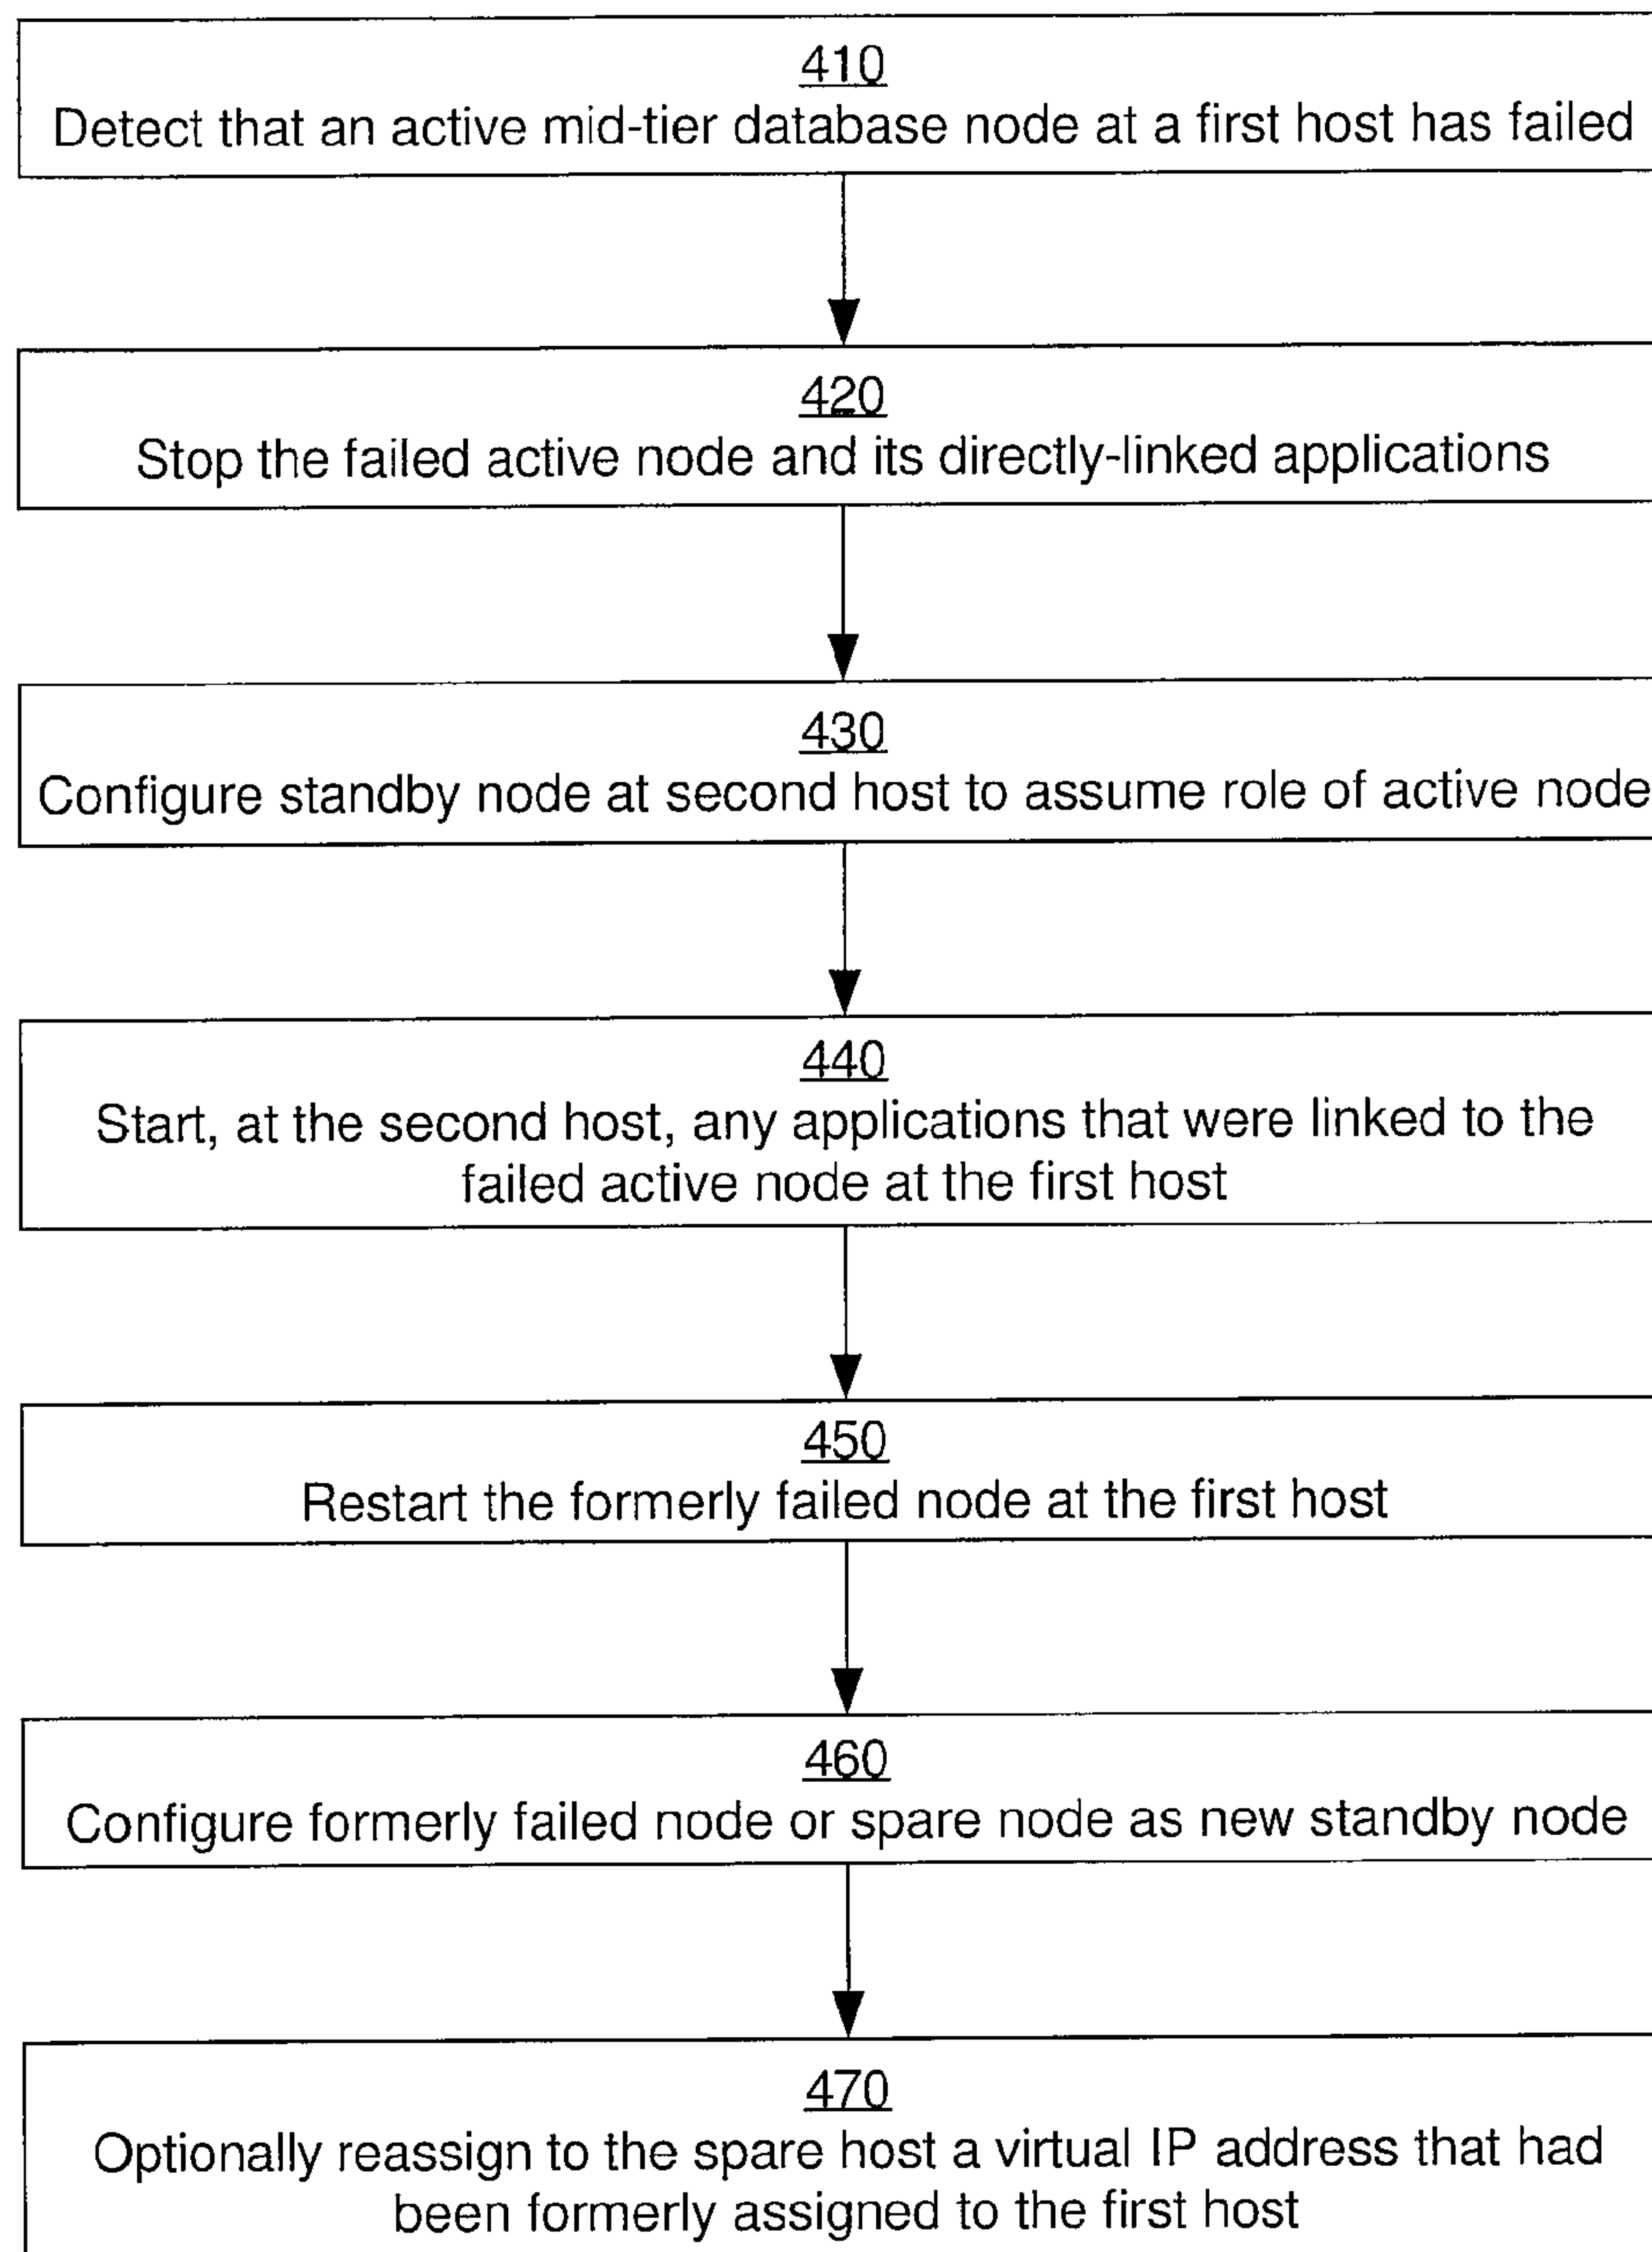 410
Detect that an active mid-tier database node at a first host has failed
420
Stop the failed active node and its directly-linked applications
430
Configure standby node at second host to assume role of active node
440
Start, at the second host, any applications that were linked to the
failed active node at the first host
450
Restart the formerly failed node at the first host
460
Configure formerly failed node or spare node as new standby node
470
Optionally reassign to the spare host a virtual IP address that had
been formerly assigned to the first host